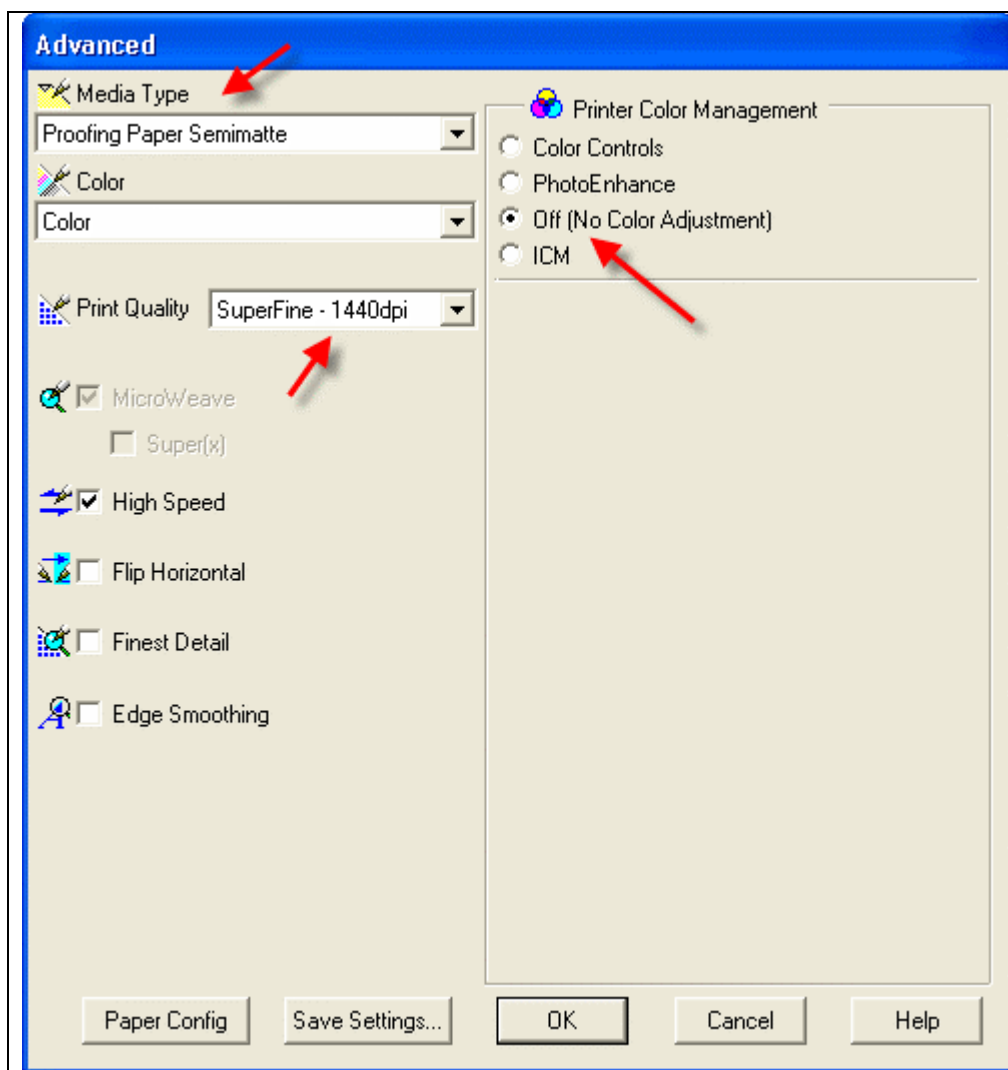 Advanced
Media Type
Proofing Paper Semimatte
Color
Color
Print Quality
SuperFine - 1440dpi
MicroWeave
Super(x)
High Speed
Flip Horizontal
Finest Detail
Edge Smoothing
Printer Color Management
Color Controls
PhotoEnhance
Off (No Color Adjustment)
ICM
Paper Config
Save Settings...
OK
Cancel
Help